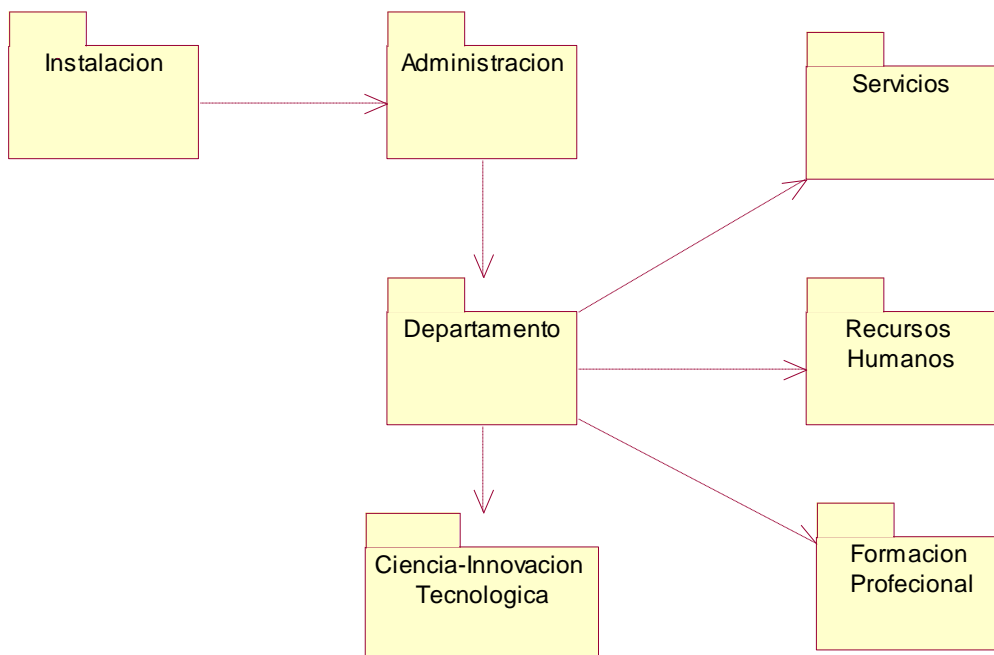 Instalacion
Administracion
Servicios
Departamento
Recursos
Humanos
Ciencia-Innovacion
Tecnologica
Formacion
Profecional